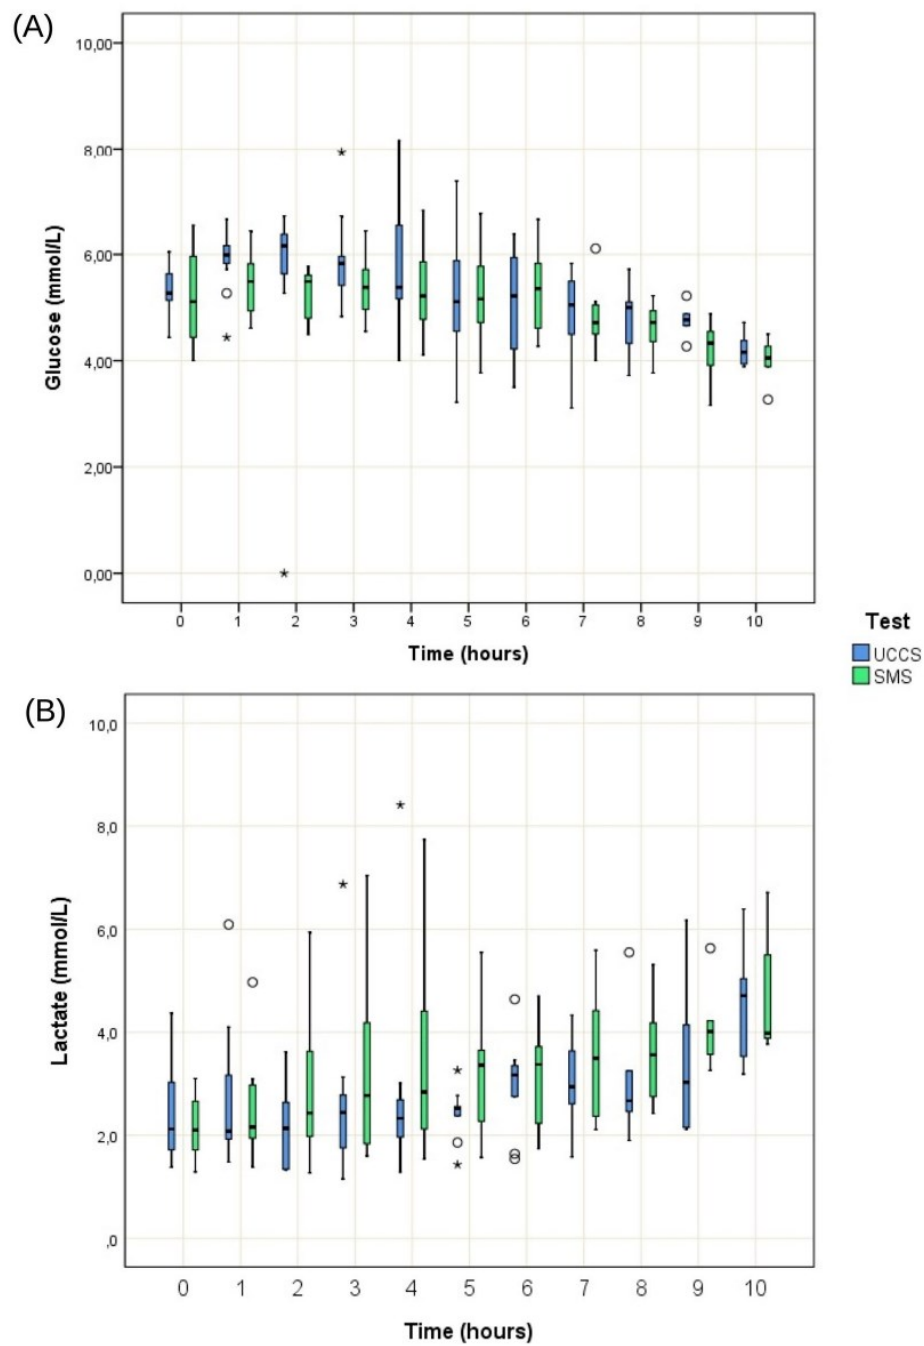 (A)
10,00
8,00
6,00
4,00
2,00
0,00
Glucose (mmol/L)
0 1 2 3 4 5 6 7 8 9 10
Time (hours)
Test
UCCS
SMS
(B)
10,0
8,0
6,0
4,0
2,0
,0
Lactate (mmol/L)
0 1 2 3 4 5 6 7 8 9 10
Time (hours)